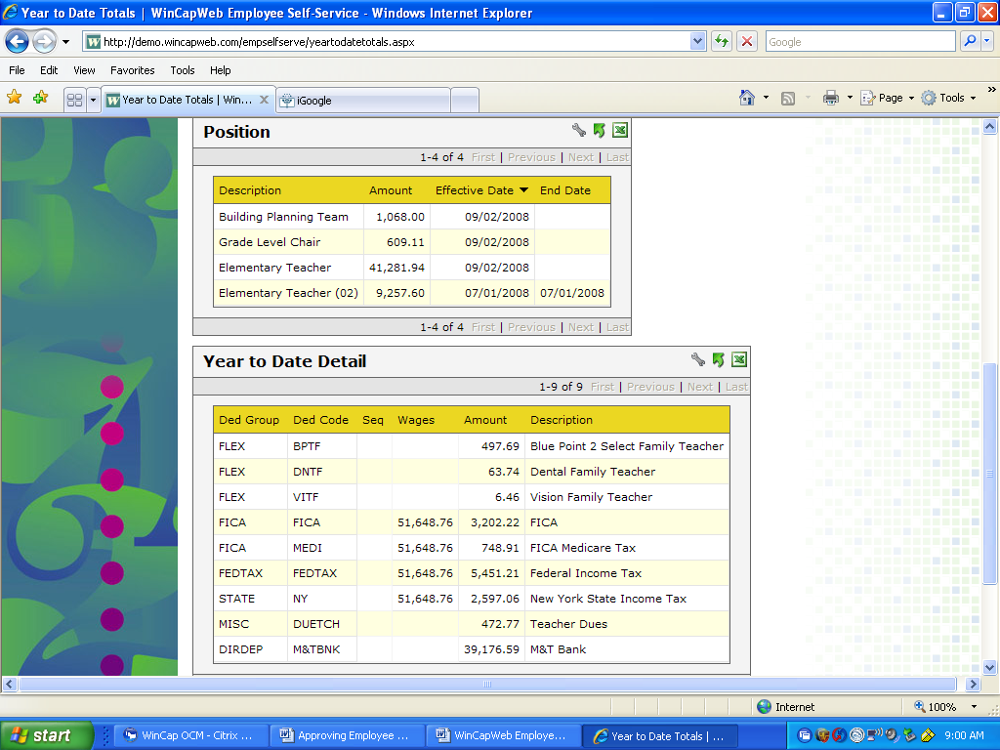 Year to Date Totals | WinCapWeb Employee Self-Service - Windows Internet Explorer
http://demo.wincapweb.com/empselfserve/yeartodatetotals.aspx
Google
File Edit View Favorites Tools Help
Year to Date Totals | Win... iGoogle Page Tools »
Position
1-4 of 4 First | Previous | Next | Last
Description Amount Effective Date End Date
Building Planning Team 1,068.00 09/02/2008
Grade Level Chair 609.11 09/02/2008
Elementary Teacher 41,281.94 09/02/2008
Elementary Teacher (02) 9,257.60 07/01/2008 07/01/2008
1-4 of 4 First | Previous | Next | Last
Year to Date Detail
1-9 of 9 First | Previous | Next | Last
Ded Group Ded Code Seq Wages Amount Description
FLEX BPTF 497.69 Blue Point 2 Select Family Teacher
FLEX DNTF 63.74 Dental Family Teacher
FLEX VITF 6.46 Vision Family Teacher
FICA FICA 51,648.76 3,202.22 FICA
FICA MEDI 51,648.76 748.91 FICA Medicare Tax
FEDTAX FEDTAX 51,648.76 5,451.21 Federal Income Tax
STATE NY 51,648.76 2,597.06 New York State Income Tax
MISC DUETCH 472.77 Teacher Dues
DIRDEP M&TBNK 39,176.59 M&T Bank
Internet 100%
start WinCap OCM - Citrix ... Approving Employee ... WinCapWeb Employe... Year to Date Totals | ... 9:00 AM